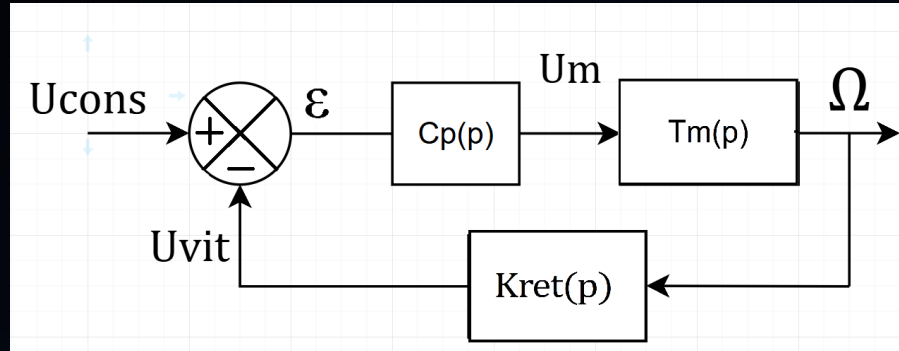 Ucons
+
−
ε
Cp(p)
Um
Tm(p)
Ω
Uvit
Kret(p)